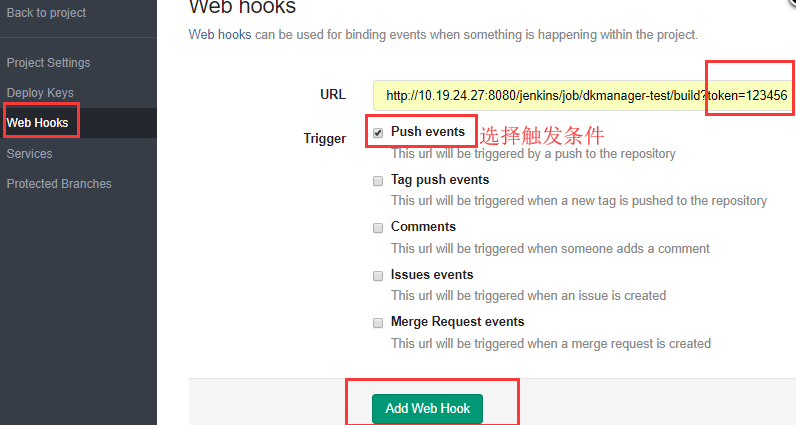 Back to project
Project Settings
Deploy Keys
Web Hooks
Services
Protected Branches
Web hooks
Web hooks can be used for binding events when something is happening within the project.
URL
http://10.19.24.27:8080/jenkins/job/dkmanager-test/build?token=123456
Trigger
Push events 选择触发条件
This url will be triggered by a push to the repository
Tag push events
This url will be triggered when a new tag is pushed to the repository
Comments
This url will be triggered when someone adds a comment
Issues events
This url will be triggered when an issue is created
Merge Request events
This url will be triggered when a merge request is created
Add Web Hook